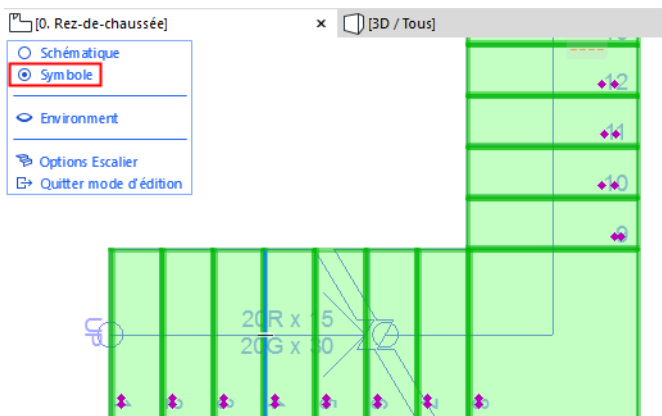 [0. Rez-de-chaussée]
[3D / Tous]
Schématique
Symbole
Environment
Options Escalier
Quitter mode d'édition
12
11
10
9
20R x 15
20G x 30
up